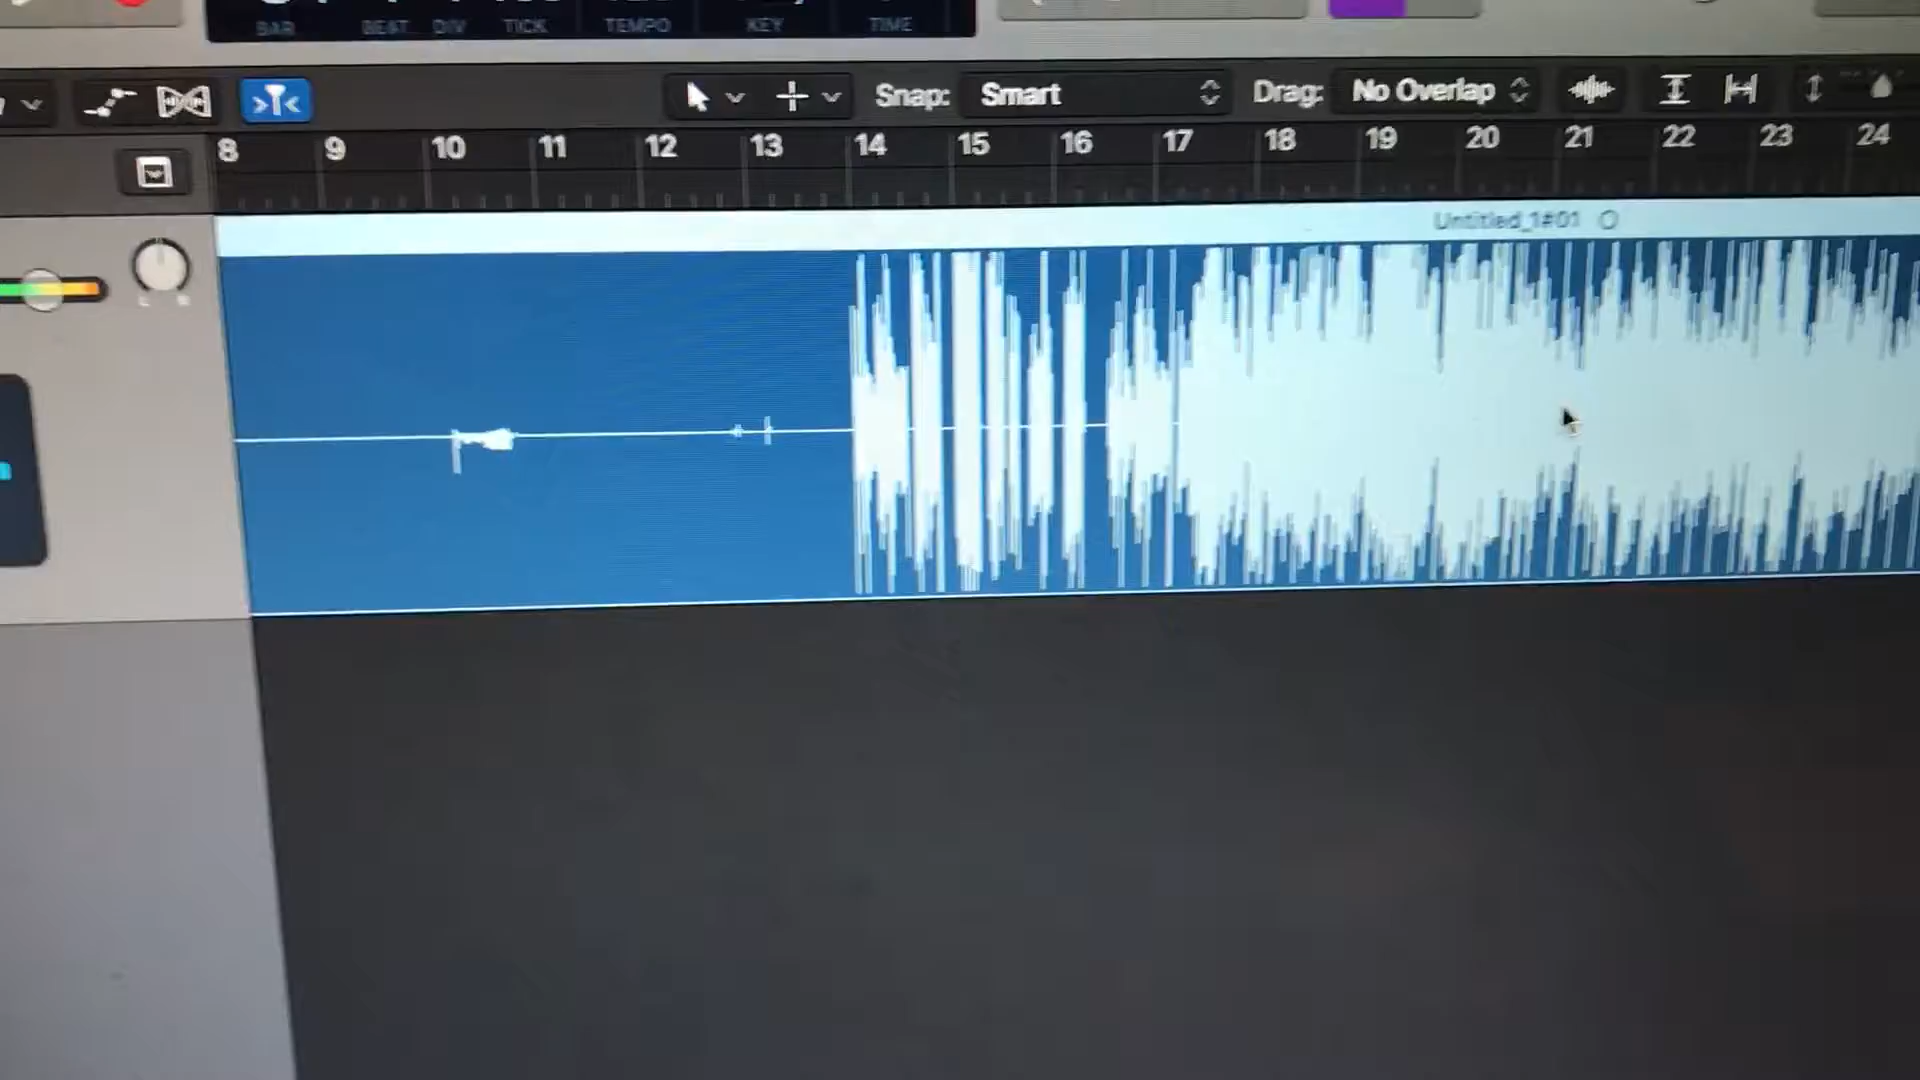 BAR BEAT DIV TICK TEMPO KEY TIME
Snap: Smart Drag: No Overlap
8 9 10 11 12 13 14 15 16 17 18 19 20 21 22 23 24
Untitled_1#01
L R